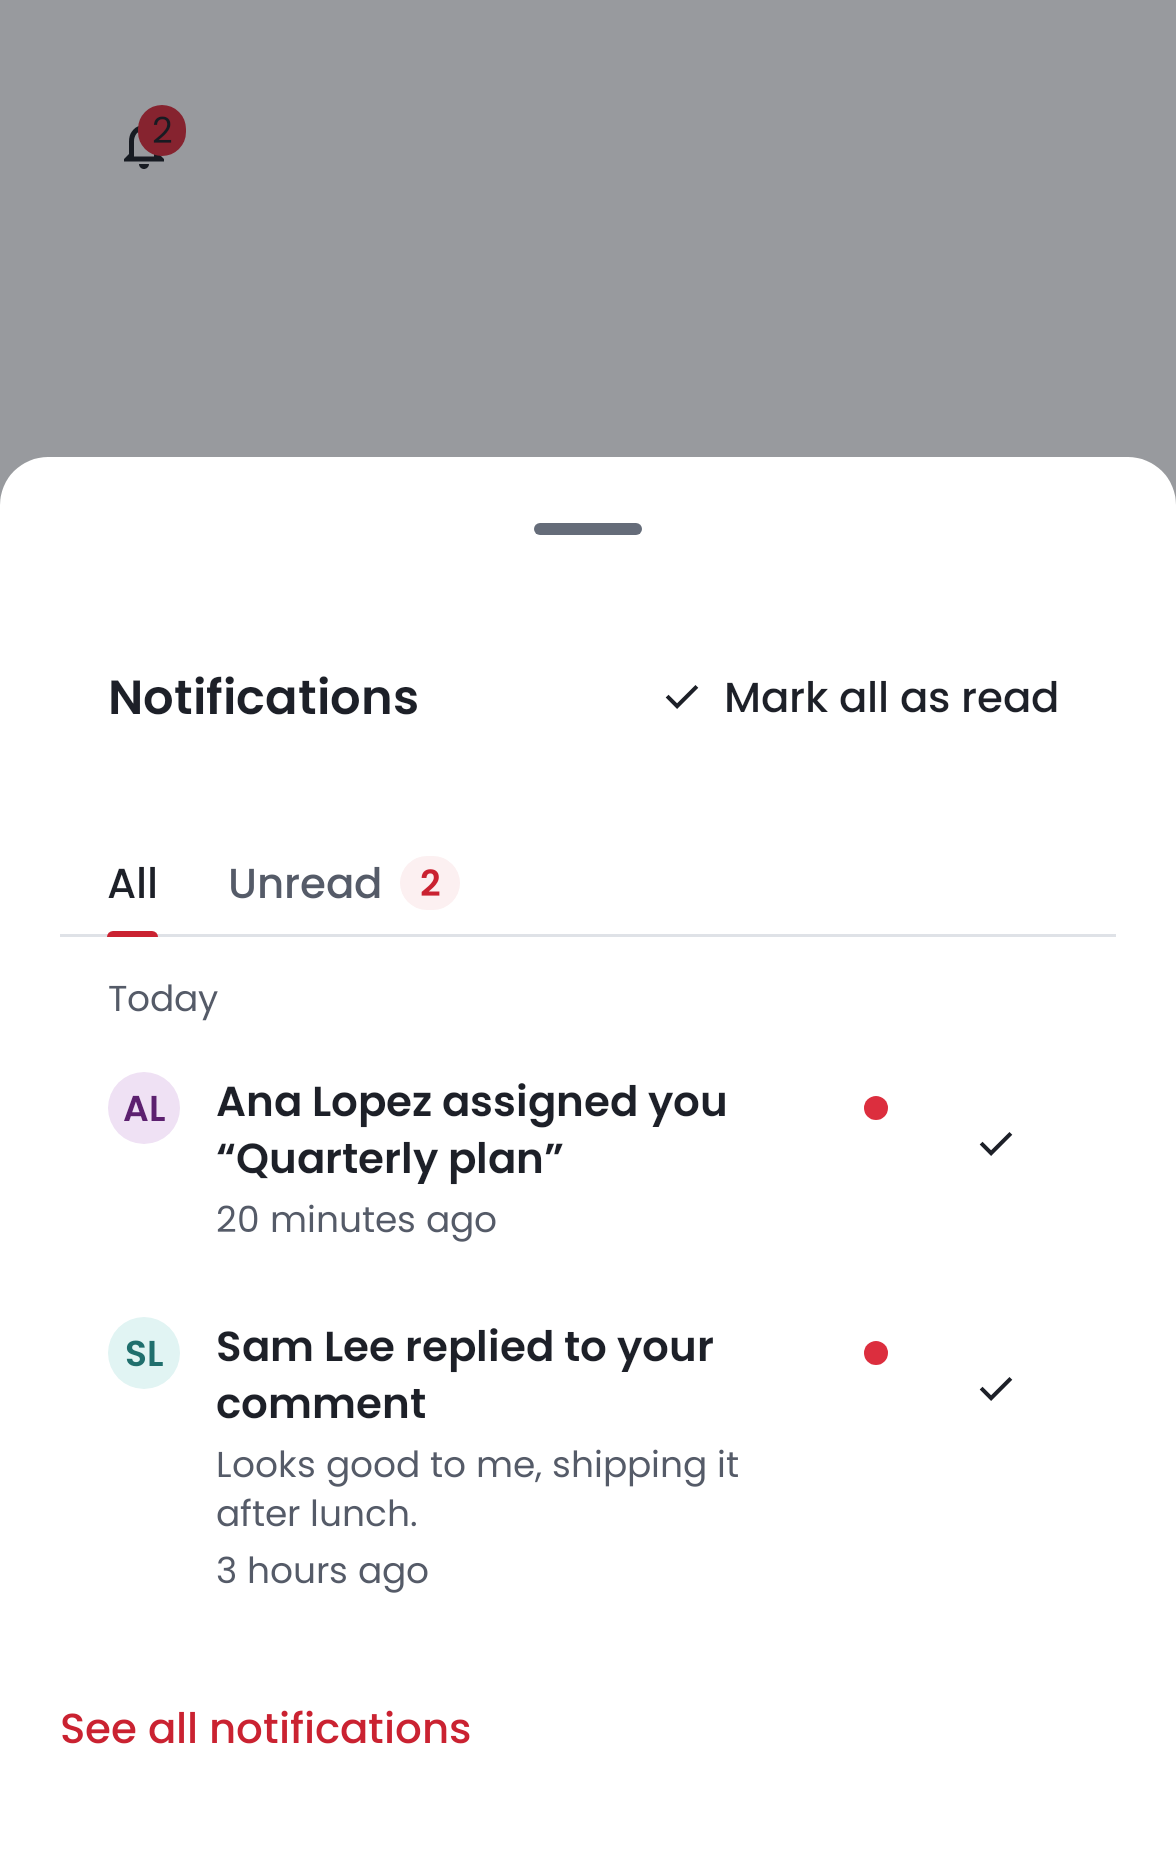 2
Notifications
Mark all as read
All
Unread 2
Today
AL
Ana Lopez assigned you
“Quarterly plan”
20 minutes ago
SL
Sam Lee replied to your
comment
Looks good to me, shipping it
after lunch.
3 hours ago
See all notifications